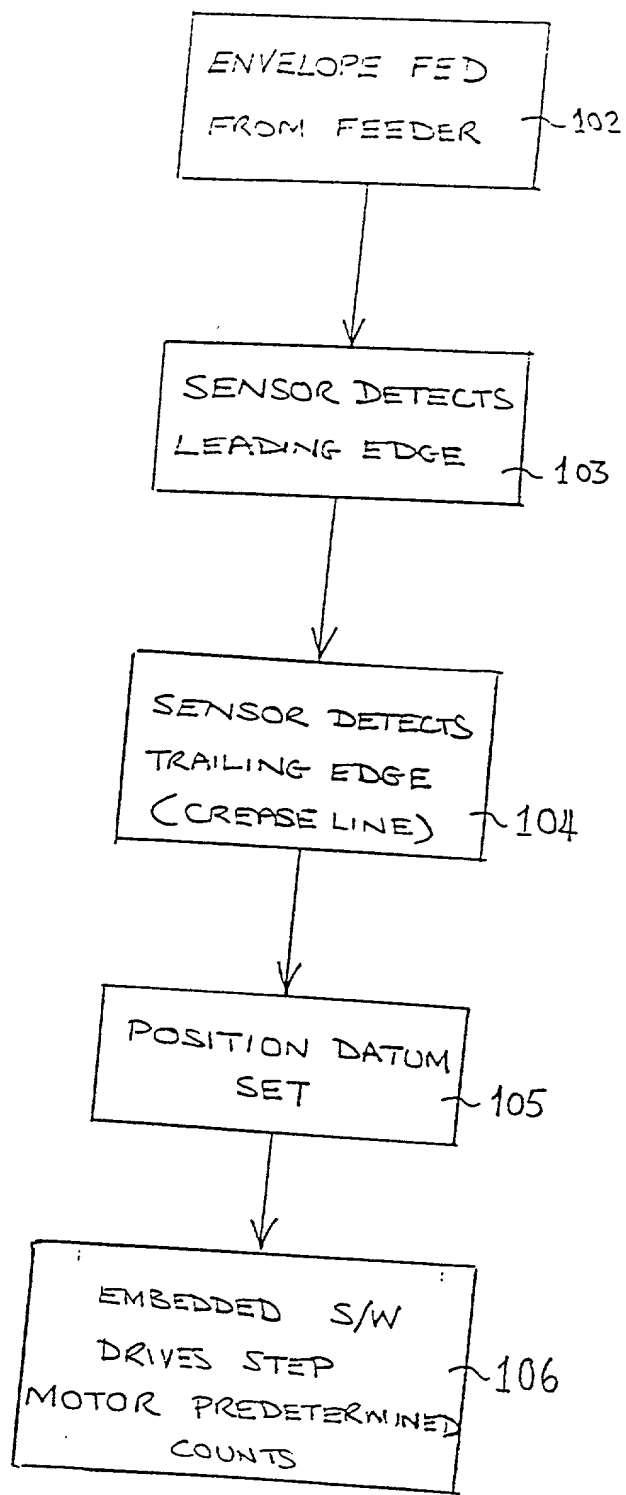 ENVELOPE FED
FROM FEEDER
102
SENSOR DETECTS
LEADING EDGE
103
SENSOR DETECTS
TRAILING EDGE
(CREASE LINE)
104
POSITION DATUM
SET
105
EMBEDDED S/W
DRIVES STEP
MOTOR PREDETERMINED
COUNTS
106